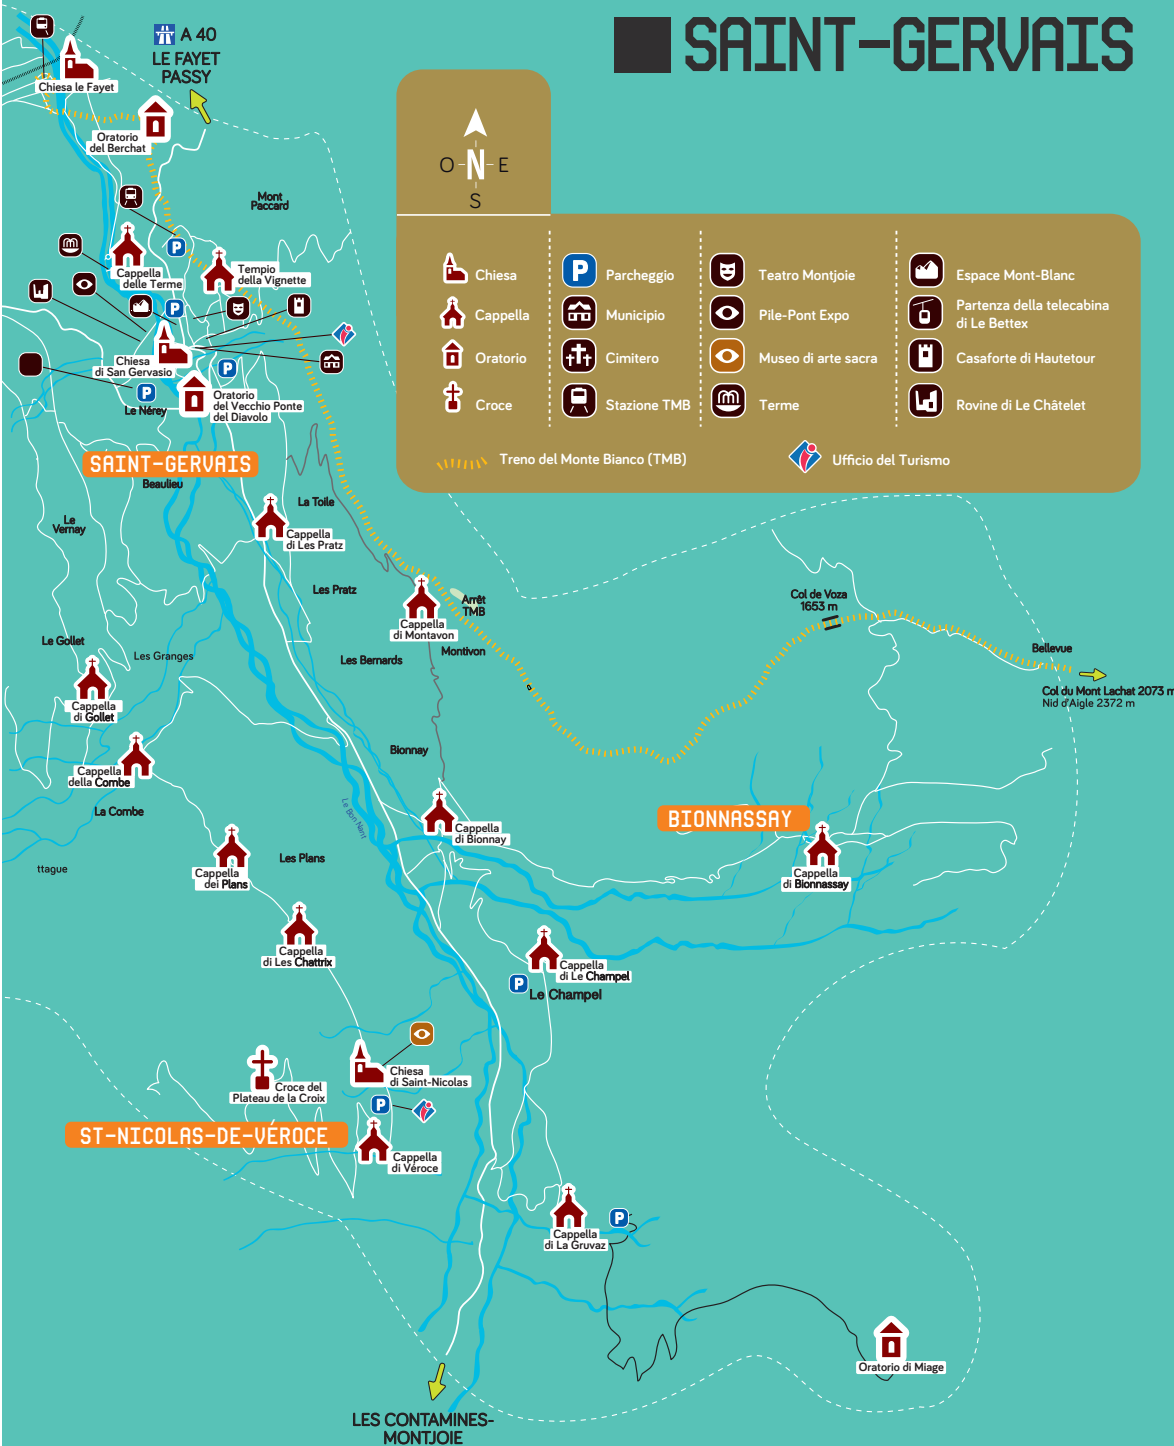 SAINT-GERVAIS
A 40
LE FAYET
PASSY
Chiesa le Fayet
Oratorio
del Berchat
Mont
Paccard
Cappella
delle Terme
Tempio
della Vignette
Chiesa
di San Gervasio
Oratorio
del Vecchio Ponte
del Diavolo
Le Nérey
SAINT-GERVAIS
Beaulieu
O N E
S
Chiesa
Cappella
Oratorio
Croce
P Parcheggio
Municipio
Cimitero
Stazione TMB
Teatro Montjoie
Pile-Pont Expo
Museo di arte sacra
Terme
Espace Mont-Blanc
Partenza della telecabina
di Le Bettex
Casaforte di Hautetour
Rovine di Le Châtelet
Treno del Monte Bianco (TMB)
Ufficio del Turismo
P
P
P
P
La Toile
Le
Vernay
Cappella
di Les Pratz
Les Pratz
Arrêt
TMB
Cappella
di Montavon
Montivon
Col de Voza
1653 m
Bellevue
Col du Mont Lachat 2073 m
Nid d'Aigle 2372 m
Le Gollet
Les Granges
Les Bernards
Cappella
di Gollet
Bionnay
Cappella
della Combe
La Combe
Le Bon Nant
Cappella
di Bionnay
BIONNASSAY
Cappella
di Bionnassay
ttague
Cappella
dei Plans
Les Plans
Cappella
di Les Chattrix
Cappella
di Le Champel
P
Le Champel
Croce del
Plateau de la Croix
Chiesa
di Saint-Nicolas
P
ST-NICOLAS-DE-VÉROCE
Cappella
di Véroce
P
Cappella
di La Gruvaz
Oratorio di Miage
LES CONTAMINES-
MONTJOIE